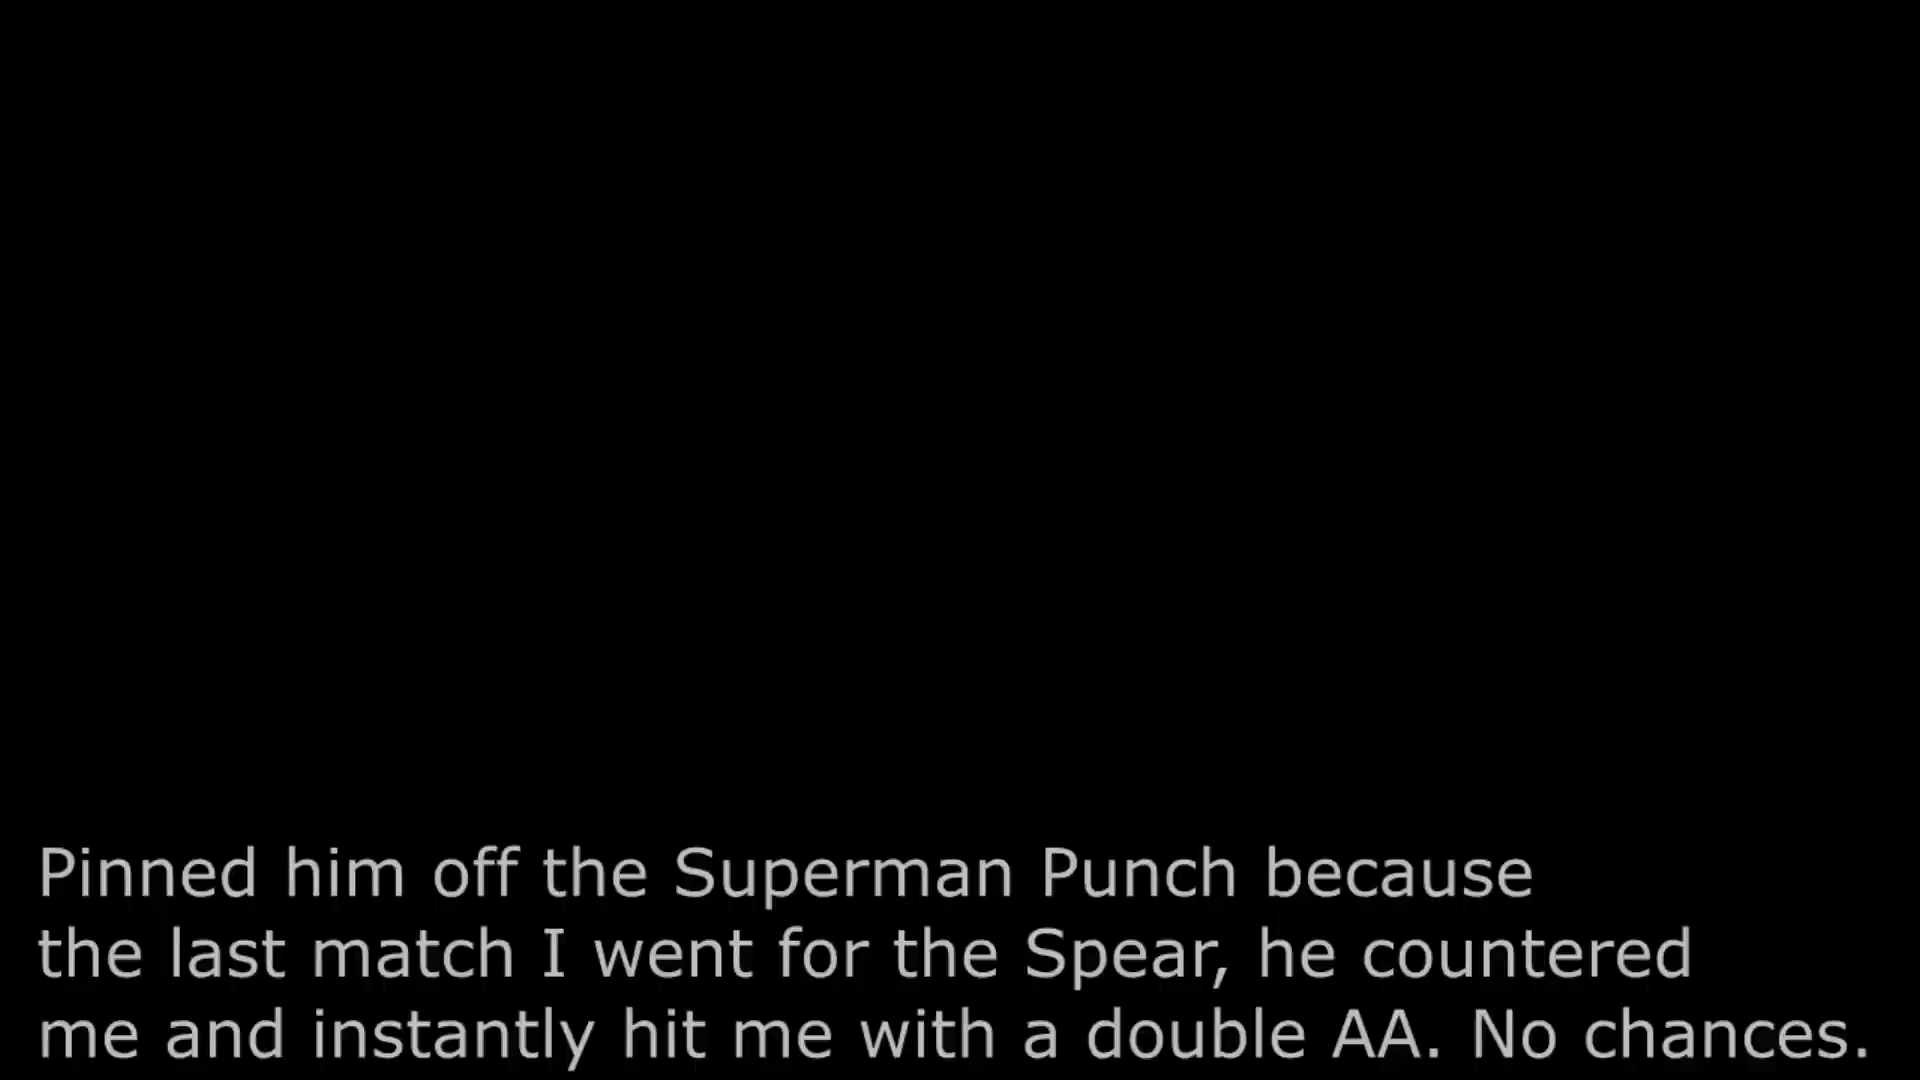 Pinned him off the Superman Punch because
the last match I went for the Spear, he countered
me and instantly hit me with a double AA. No chances.